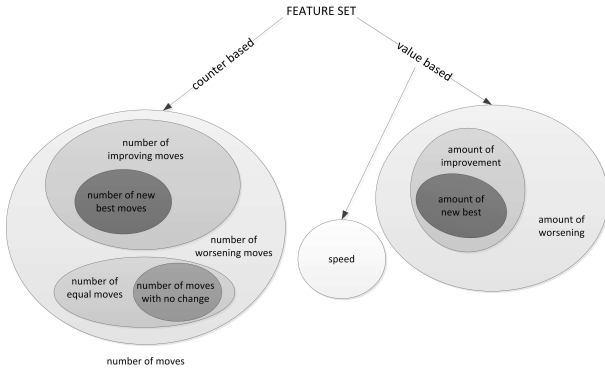 FEATURE SET
counter based
value based
number of
improving moves
number of new
best moves
number of
worsening moves
number of
equal moves
number of moves
with no change
number of moves
speed
amount of
improvement
amount of
new best
amount of
worsening